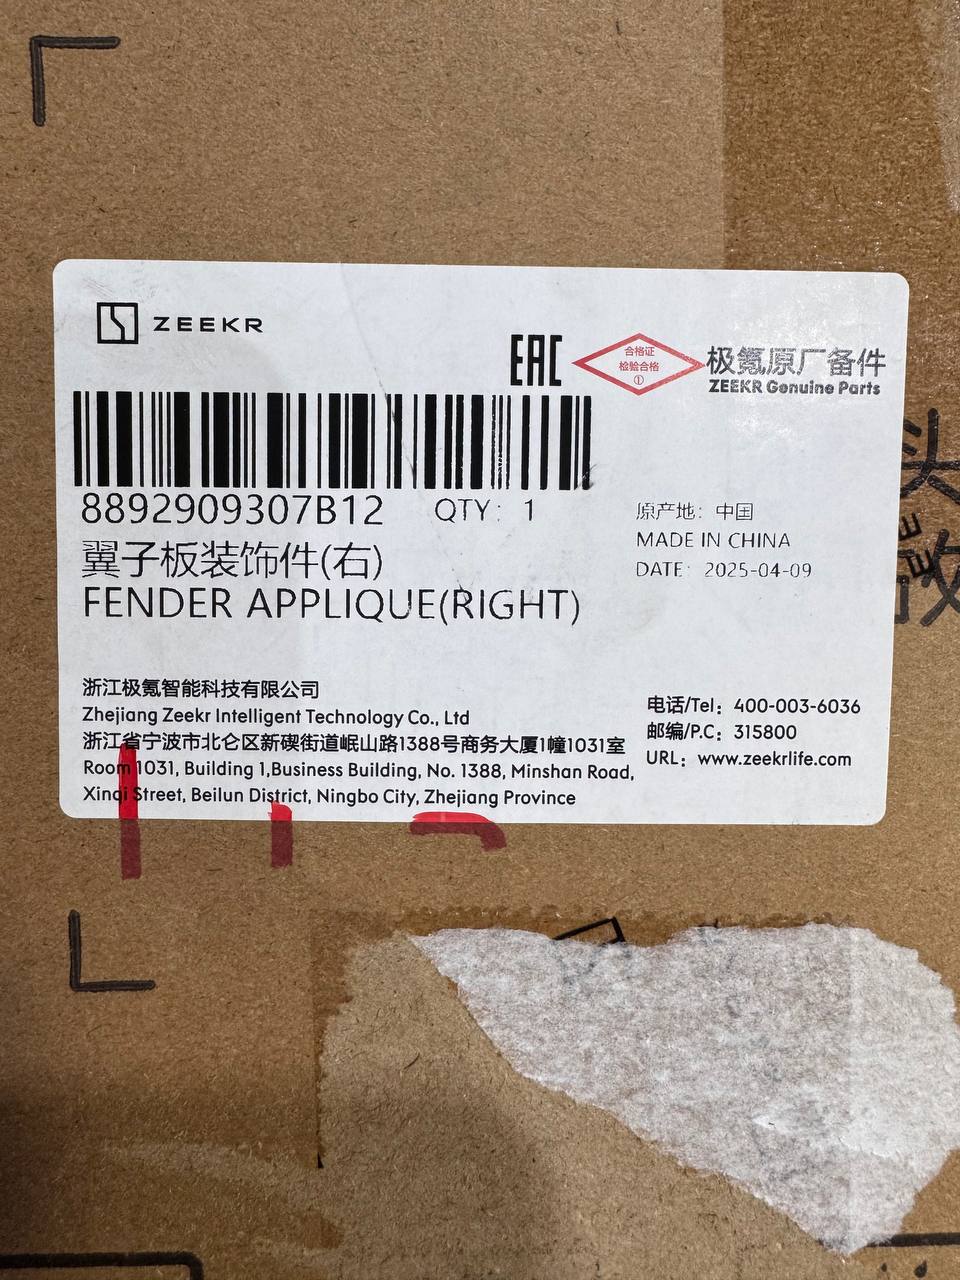 ZEEKR
EAC
合格证
检验合格
①
极氪原厂备件
ZEEKR Genuine Parts
8892909307B12 QTY: 1
翼子板装饰件(右)
FENDER APPLIQUE(RIGHT)
原产地: 中国
MADE IN CHINA
DATE: 2025-04-09
浙江极氪智能科技有限公司
Zhejiang Zeekr Intelligent Technology Co., Ltd
浙江省宁波市北仑区新碶街道岷山路1388号商务大厦1幢1031室
Room 1031, Building 1,Business Building, No. 1388, Minshan Road,
Xinqi Street, Beilun District, Ningbo City, Zhejiang Province
电话/Tel: 400-003-6036
邮编/P.C: 315800
URL: www.zeekrlife.com